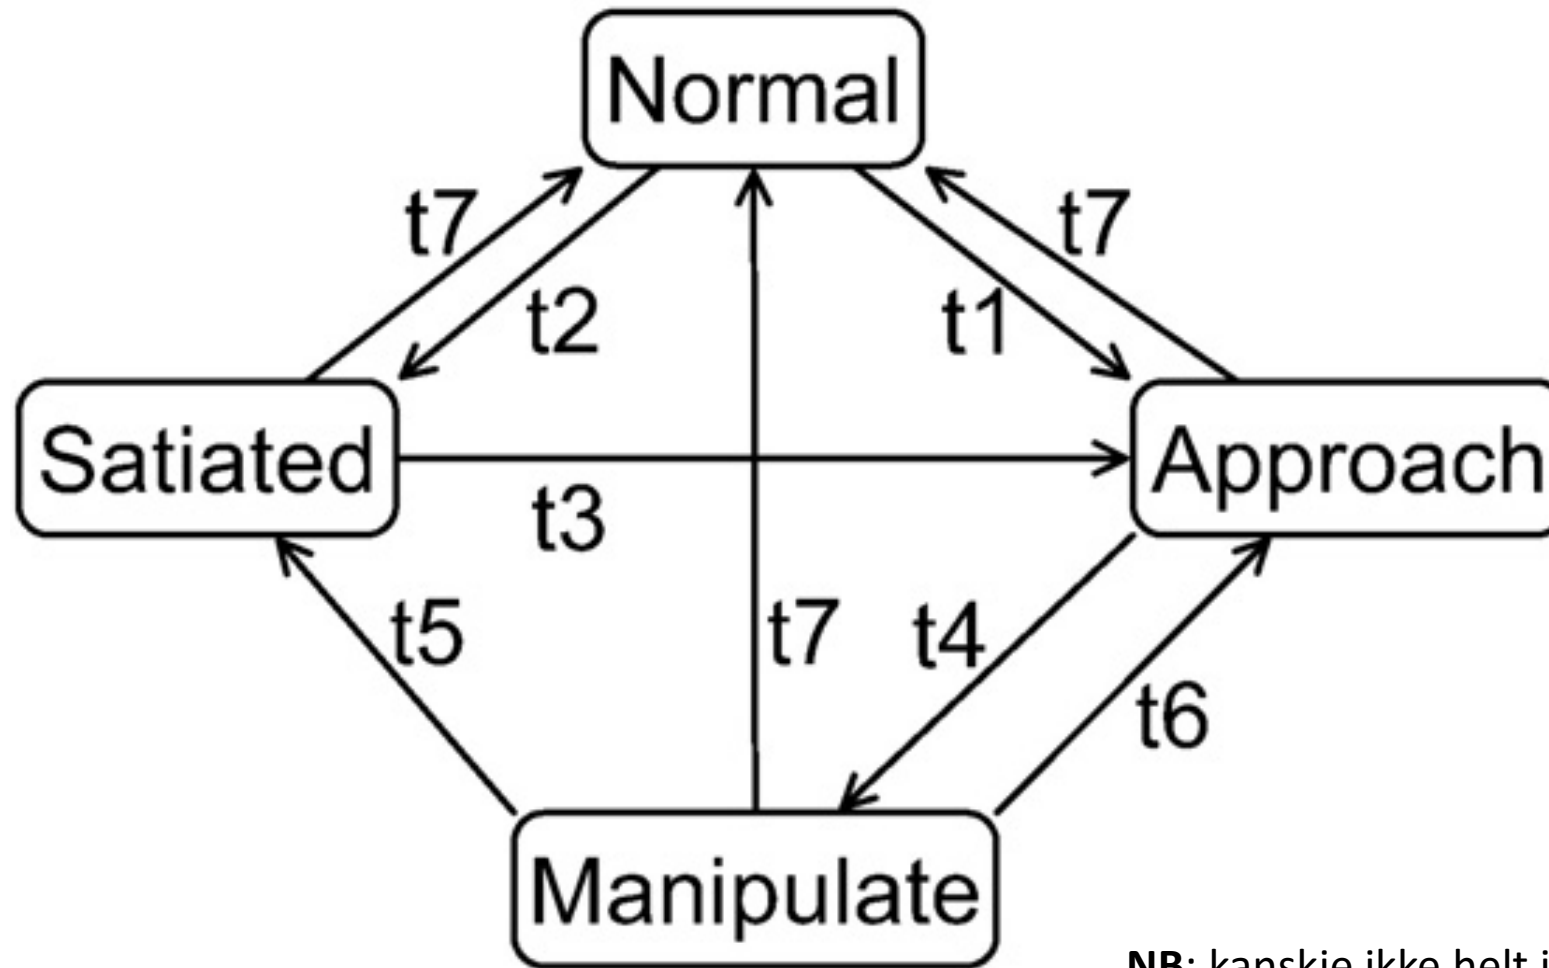 Normal
t7
t7
t2
t1
Satiated
Approach
t3
t5
t7
t4
t6
Manipulate
NB: kanskje ikke helt i